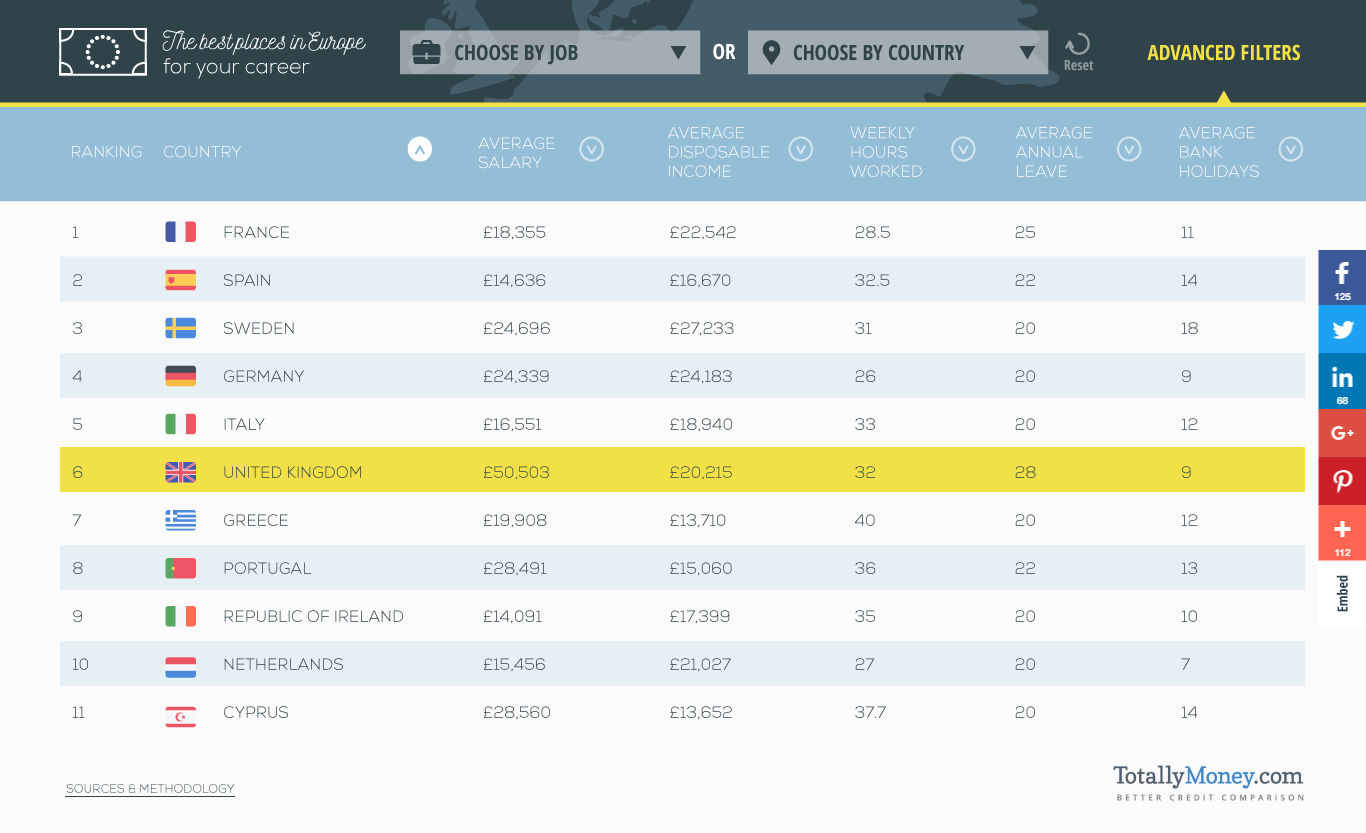 The best places in Europe
for your career
CHOOSE BY JOB
OR
CHOOSE BY COUNTRY
Reset
ADVANCED FILTERS
RANKING COUNTRY
AVERAGE
SALARY
AVERAGE
DISPOSABLE
INCOME
WEEKLY
HOURS
WORKED
AVERAGE
ANNUAL
LEAVE
AVERAGE
BANK
HOLIDAYS
1 FRANCE £18,355 £22,542 28.5 25 11
2 SPAIN £14,636 £16,670 32.5 22 14
3 SWEDEN £24,696 £27,233 31 20 18
4 GERMANY £24,339 £24,183 26 20 9
5 ITALY £16,551 £18,940 33 20 12
6 UNITED KINGDOM £50,503 £20,215 32 28 9
7 GREECE £19,908 £13,710 40 20 12
8 PORTUGAL £28,491 £15,060 36 22 13
9 REPUBLIC OF IRELAND £14,091 £17,399 35 20 10
10 NETHERLANDS £15,456 £21,027 27 20 7
11 CYPRUS £28,560 £13,652 37.7 20 14
f
125
in
68
G+
+
112
Embed
SOURCES & METHODOLOGY
TotallyMoney.com
BETTER CREDIT COMPARISON